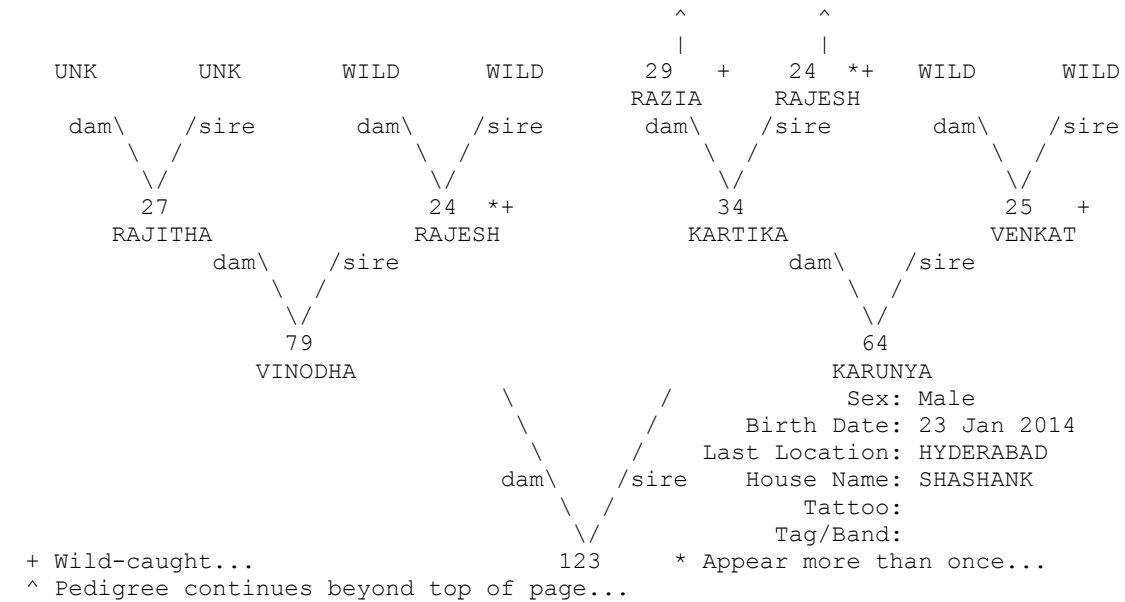 ^ ^
| |
UNK UNK WILD WILD 29 + 24 *+ WILD WILD
RAZIA RAJESH
dam\ /sire dam\ /sire dam\ /sire dam\ /sire
\ / \ / \ / \ /
\/ \/ \/ \/
27 24 *+ 34 25 +
RAJITHA RAJESH KARTIKA VENKAT
dam\ /sire dam\ /sire
\ / \ /
\/ \/
79 64
VINODHA KARUNYA
\ / Sex: Male
\ / Birth Date: 23 Jan 2014
\ / Last Location: HYDERABAD
dam\ /sire House Name: SHASHANK
\ / Tattoo:
\/ Tag/Band:
+ Wild-caught... 123 * Appear more than once...
^ Pedigree continues beyond top of page...